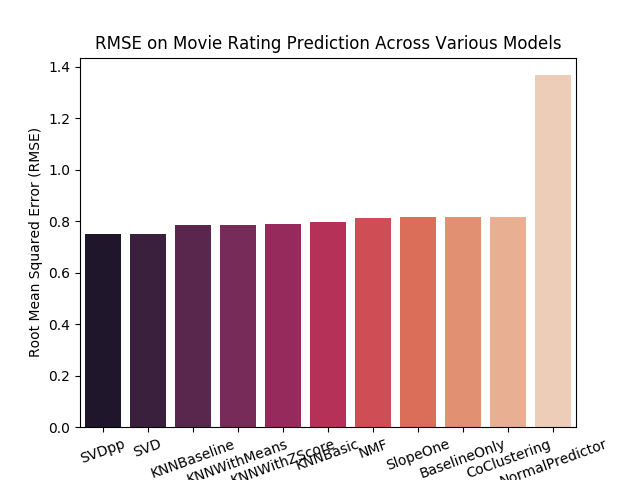 RMSE on Movie Rating Prediction Across Various Models
Root Mean Squared Error (RMSE)
1.4
1.2
1.0
0.8
0.6
0.4
0.2
0.0
SVDpp
SVD
KNNBaseline
KNNWithMeans
KNNWithZScore
KNNBasic
NMF
SlopeOne
BaselineOnly
CoClustering
NormalPredictor